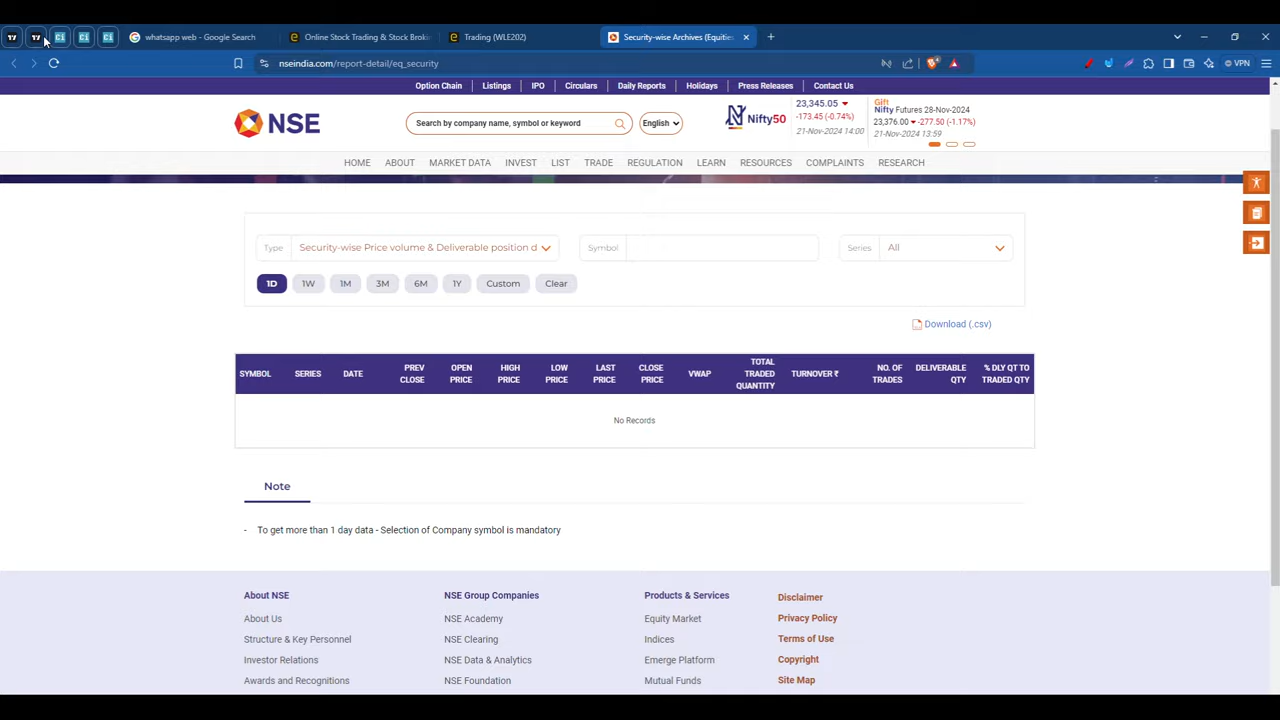 whatsapp web - Google Search
Online Stock Trading & Stock Brokin
Trading (WLE202)
Security-wise Archives (Equities
nseindia.com/report-detail/eq_security
VPN
Option Chain
Listings
IPO
Circulars
Daily Reports
Holidays
Press Releases
Contact Us
NSE
Search by company name, symbol or keyword
English
Nifty50
23,345.05
-173.45 (-0.74%)
21-Nov-2024 14:00
Gift
Nifty Futures 28-Nov-2024
23,376.00 -277.50 (-1.17%)
21-Nov-2024 13:59
HOME
ABOUT
MARKET DATA
INVEST
LIST
TRADE
REGULATION
LEARN
RESOURCES
COMPLAINTS
RESEARCH
Type
Security-wise Price volume & Deliverable position d
Symbol
Series
All
1D
1W
1M
3M
6M
1Y
Custom
Clear
Download (.csv)
SYMBOL
SERIES
DATE
PREV
CLOSE
OPEN
PRICE
HIGH
PRICE
LOW
PRICE
LAST
PRICE
CLOSE
PRICE
VWAP
TOTAL
TRADED
QUANTITY
TURNOVER ₹
NO. OF
TRADES
DELIVERABLE
QTY
% DLY QT TO
TRADED QTY
No Records
Note
- To get more than 1 day data - Selection of Company symbol is mandatory
About NSE
About Us
Structure & Key Personnel
Investor Relations
Awards and Recognitions
NSE Group Companies
NSE Academy
NSE Clearing
NSE Data & Analytics
NSE Foundation
Products & Services
Equity Market
Indices
Emerge Platform
Mutual Funds
Disclaimer
Privacy Policy
Terms of Use
Copyright
Site Map